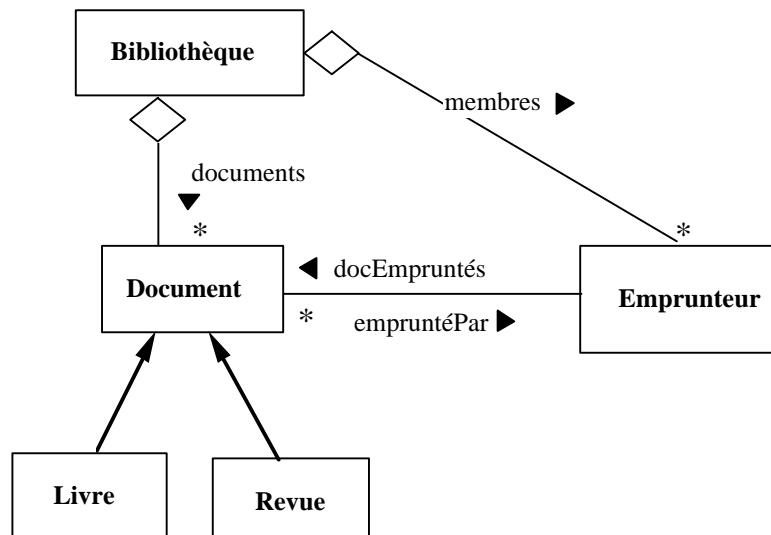 Bibliothèque
membres
documents
*
*
Document
docEmpruntés
Emprunteur
*
empruntéPar
Livre
Revue